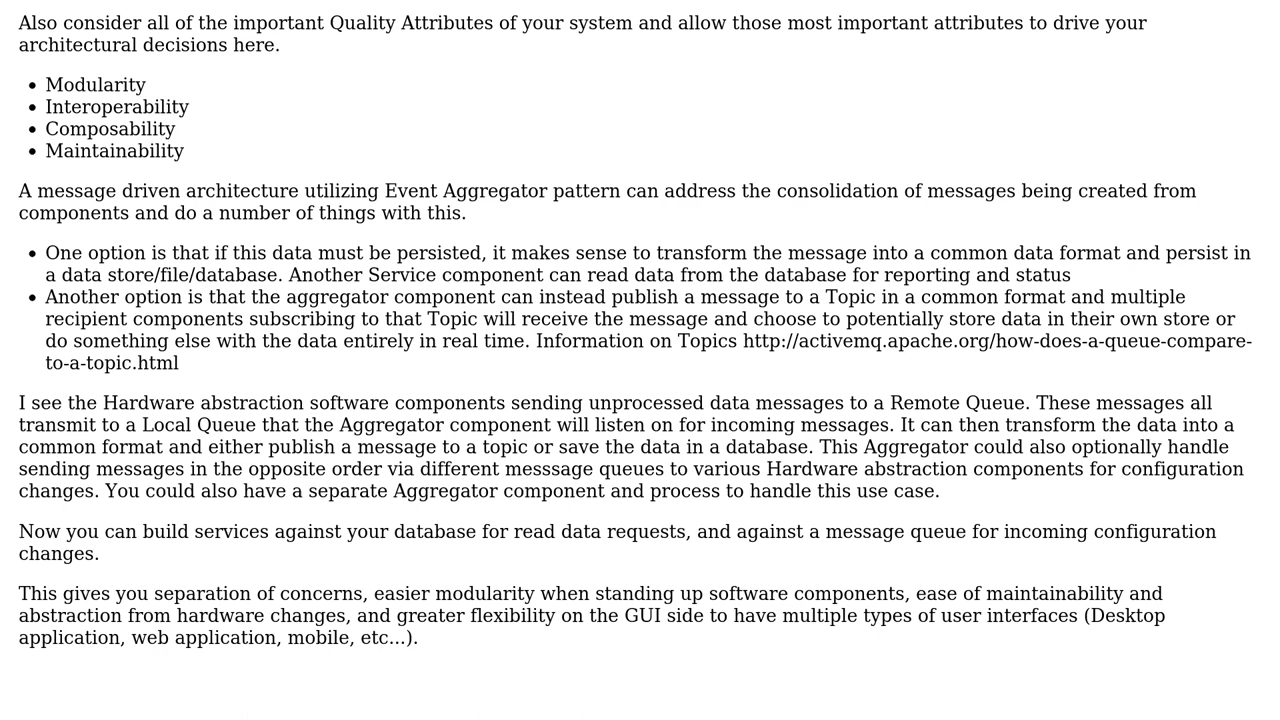 Also consider all of the important Quality Attributes of your system and allow those most important attributes to drive your
architectural decisions here.
• Modularity
• Interoperability
• Composability
• Maintainability
A message driven architecture utilizing Event Aggregator pattern can address the consolidation of messages being created from
components and do a number of things with this.
• One option is that if this data must be persisted, it makes sense to transform the message into a common data format and persist in
a data store/file/database. Another Service component can read data from the database for reporting and status
• Another option is that the aggregator component can instead publish a message to a Topic in a common format and multiple
recipient components subscribing to that Topic will receive the message and choose to potentially store data in their own store or
do something else with the data entirely in real time. Information on Topics http://activemq.apache.org/how-does-a-queue-compare-
to-a-topic.html
I see the Hardware abstraction software components sending unprocessed data messages to a Remote Queue. These messages all
transmit to a Local Queue that the Aggregator component will listen on for incoming messages. It can then transform the data into a
common format and either publish a message to a topic or save the data in a database. This Aggregator could also optionally handle
sending messages in the opposite order via different messsage queues to various Hardware abstraction components for configuration
changes. You could also have a separate Aggregator component and process to handle this use case.
Now you can build services against your database for read data requests, and against a message queue for incoming configuration
changes.
This gives you separation of concerns, easier modularity when standing up software components, ease of maintainability and
abstraction from hardware changes, and greater flexibility on the GUI side to have multiple types of user interfaces (Desktop
application, web application, mobile, etc...).